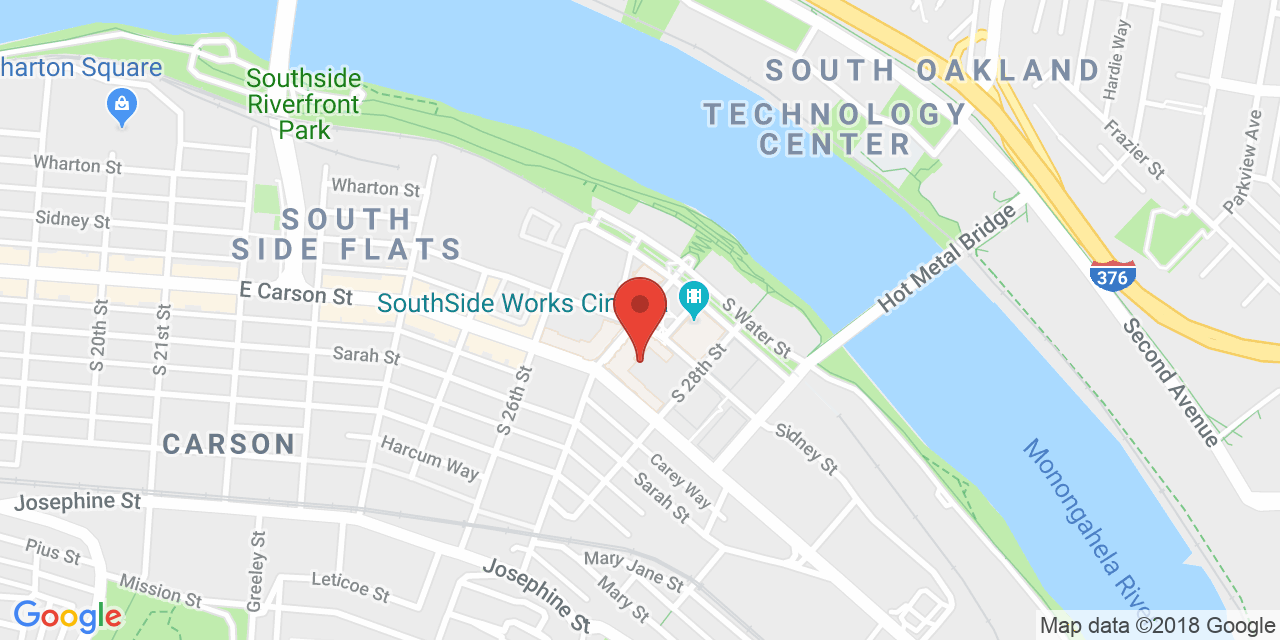 SOUTH OAKLAND
Hardie Way
harton Square
Southside
Riverfront
Park
TECHNOLOGY
CENTER
Frazier St
Parkview Ave
Wharton St
Wharton St
Sidney St
SOUTH
SIDE FLATS
Hot Metal Bridge
376
E Carson St
SouthSide Works Cin
S Water St
S 20th St
S 21st St
Sarah St
S 28th St
S 26th St
Second Avenue
CARSON
Harcum Way
Sidney St
Carey Way
Sarah St
Monongahela Rive
Josephine St
Pius St
Greeley St
Mission St
Leticoe St
Josephine St
Mary Jane St
Mary St
Google
Map data ©2018 Google